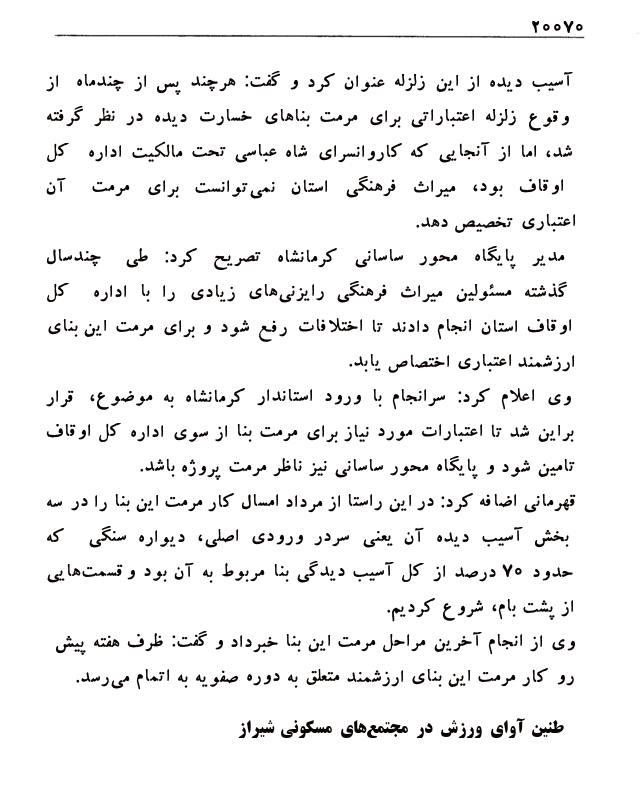 ۲۰۰۷۰
آسیب دیده از این زلزله عنوان کرد و گفت: هرچند پس از چندماه از
وقوع زلزله اعتباراتی برای مرمت بناهای خسارت دیده در نظر گرفته
شد، اما از آنجایی که کاروانسرای شاه عباسی تحت مالکیت اداره کل
اوقاف بود، میراث فرهنگی استان نمی‌توانست برای مرمت آن
اعتباری تخصیص دهد.
مدیر پایگاه محور ساسانی کرمانشاه تصریح کرد: طی چندسال
گذشته مسئولین میراث فرهنگی رایزنی‌های زیادی را با اداره کل
اوقاف استان انجام دادند تا اختلافات رفع شود و برای مرمت این بنای
ارزشمند اعتباری اختصاص یابد.
وی اعلام کرد: سرانجام با ورود استاندار کرمانشاه به موضوع، قرار
براین شد تا اعتبارات مورد نیاز برای مرمت بنا از سوی اداره کل اوقاف
تامین شود و پایگاه محور ساسانی نیز ناظر مرمت پروژه باشد.
قهرمانی اضافه کرد: در این راستا از مرداد امسال کار مرمت این بنا را در سه
بخش آسیب دیده آن یعنی سردر ورودی اصلی، دیواره سنگی که
حدود ۷۰ درصد از کل آسیب دیدگی بنا مربوط به آن بود و قسمت‌هایی
از پشت بام، شروع کردیم.
وی از انجام آخرین مراحل مرمت این بنا خبرداد و گفت: ظرف هفته پیش
رو کار مرمت این بنای ارزشمند متعلق به دوره صفویه به اتمام می‌رسد.
طنین آوای ورزش در مجتمع‌های مسکونی شیراز